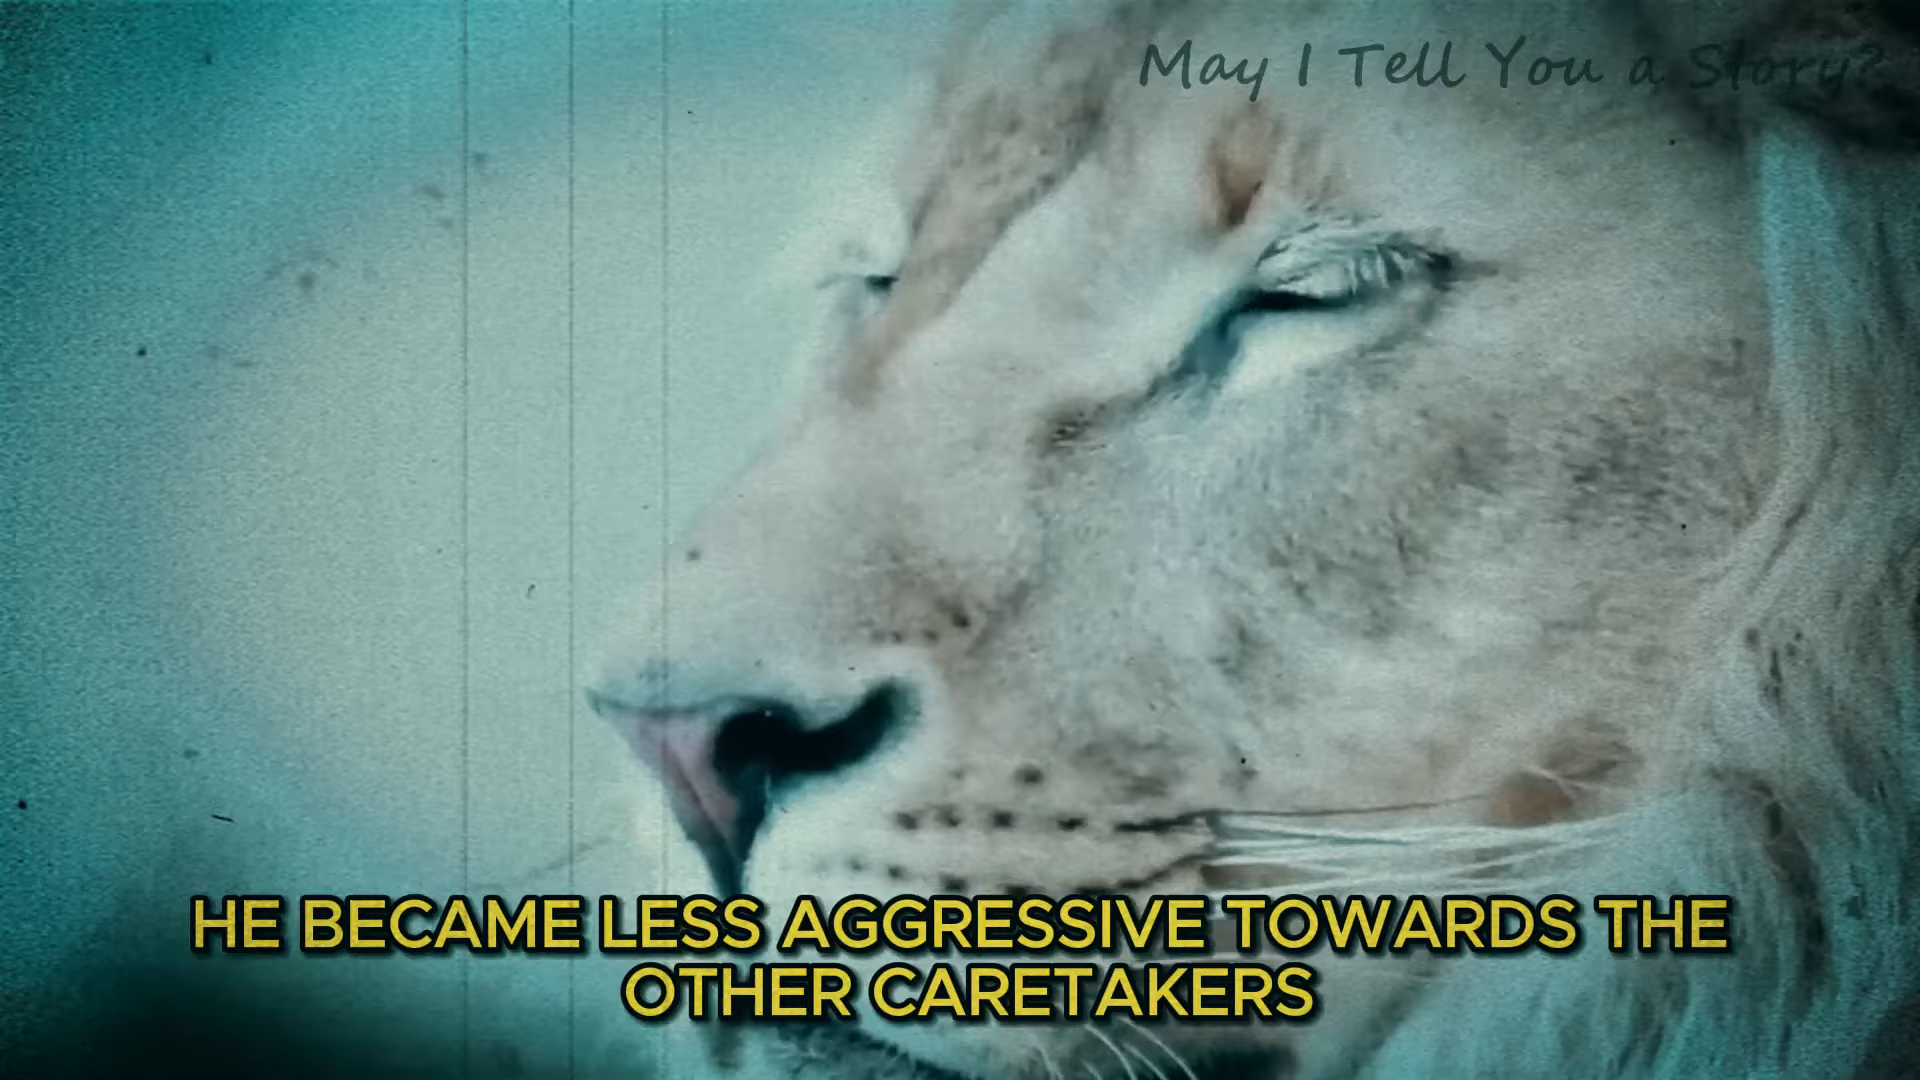 May I Tell You a Story?
HE BECAME LESS AGGRESSIVE TOWARDS THE
OTHER CARETAKERS